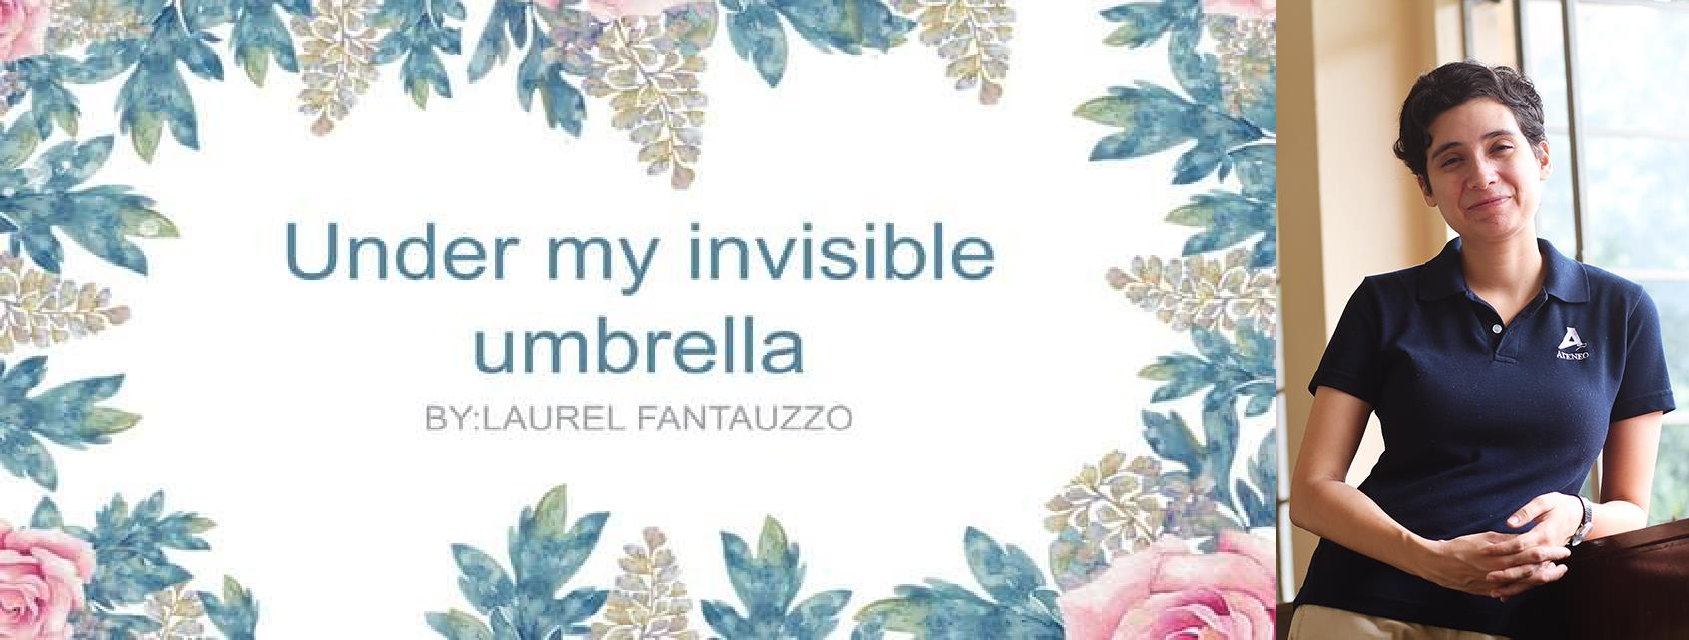 Under my invisible
umbrella
BY:LAUREL FANTAUZZO
A
ATENEO